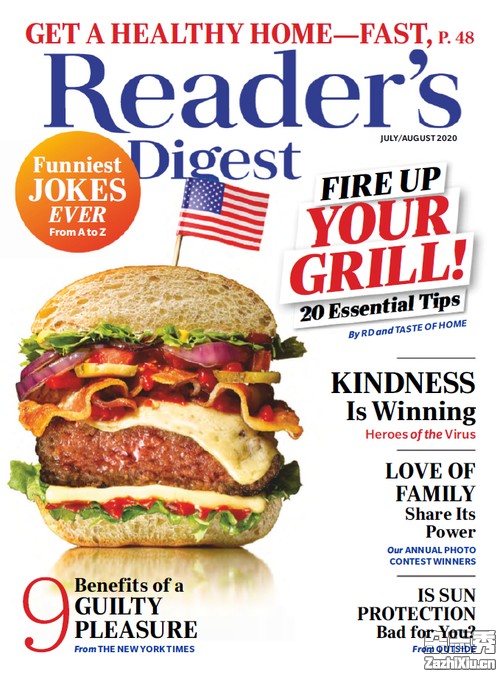 GET A HEALTHY HOME—FAST, P. 48
Reader's
Digest
JULY/AUGUST 2020
Funniest
JOKES
EVER
From A to Z
FIRE UP
YOUR
GRILL!
20 Essential Tips
By RD and TASTE OF HOME
KINDNESS
Is Winning
Heroes of the Virus
LOVE OF
FAMILY
Share Its
Power
Our ANNUAL PHOTO
CONTEST WINNERS
9
Benefits of a
GUILTY
PLEASURE
From THE NEW YORK TIMES
IS SUN
PROTECTION
Bad for You?
From OUTSIDE
杂志秀
ZaZhiXiu.cn